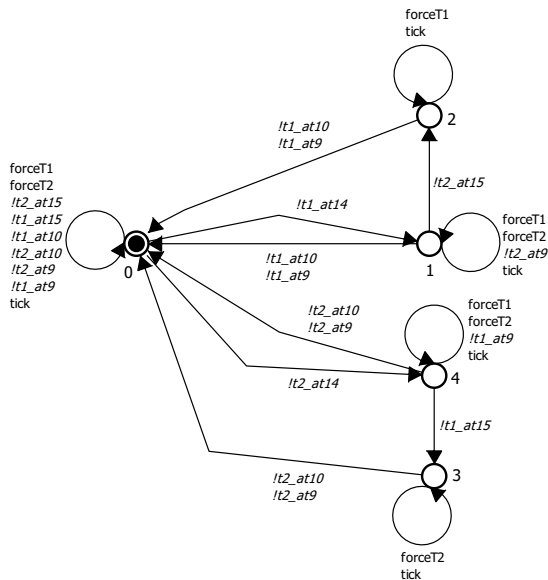 forceT1
tick
2
!t1_at10
!t1_at9
forceT1
forceT2
!t2_at15
!t1_at15
!t1_at10
!t2_at10
!t2_at9
!t1_at9
tick
0
!t1_at14
!t2_at15
!t1_at10
!t1_at9
1
forceT1
forceT2
!t2_at9
tick
!t2_at10
!t2_at9
!t2_at14
forceT1
forceT2
!t1_at9
tick
4
!t1_at15
!t2_at10
!t2_at9
3
forceT2
tick